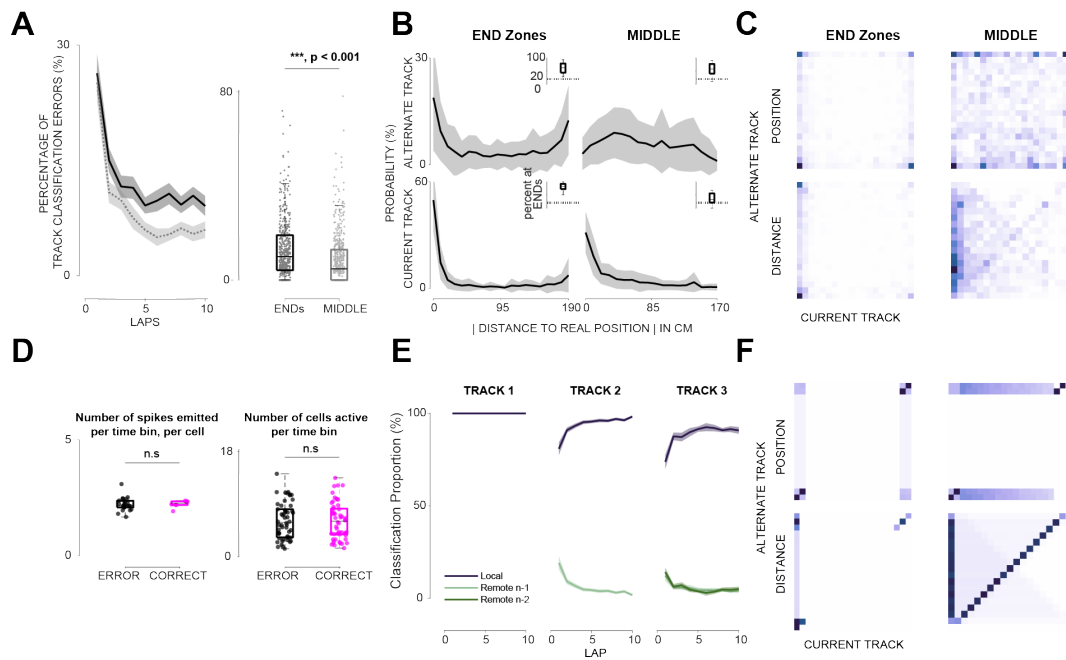 A
30
PERCENTAGE OF
TRACK CLASSIFICATION ERRORS (%)
0
0
5
10
LAPS
***, p < 0.001
80
0
ENDs
MIDDLE
B
END Zones
MIDDLE
PROBABILITY (%)
ALTERNATE TRACK
30
0
100
20
0
CURRENT TRACK
60
0
percent at
ENDs
0
95
190
0
85
170
| DISTANCE TO REAL POSITION | IN CM
C
END Zones
MIDDLE
ALTERNATE TRACK
POSITION
DISTANCE
CURRENT TRACK
D
Number of spikes emitted
per time bin, per cell
5
n.s
0
ERROR
CORRECT
Number of cells active
per time bin
18
n.s
0
ERROR
CORRECT
E
TRACK 1
TRACK 2
TRACK 3
Classification Proportion (%)
100
50
0
Local
Remote n-1
Remote n-2
0
5
10
0
5
10
0
5
10
LAP
F
ALTERNATE TRACK
POSITION
DISTANCE
CURRENT TRACK